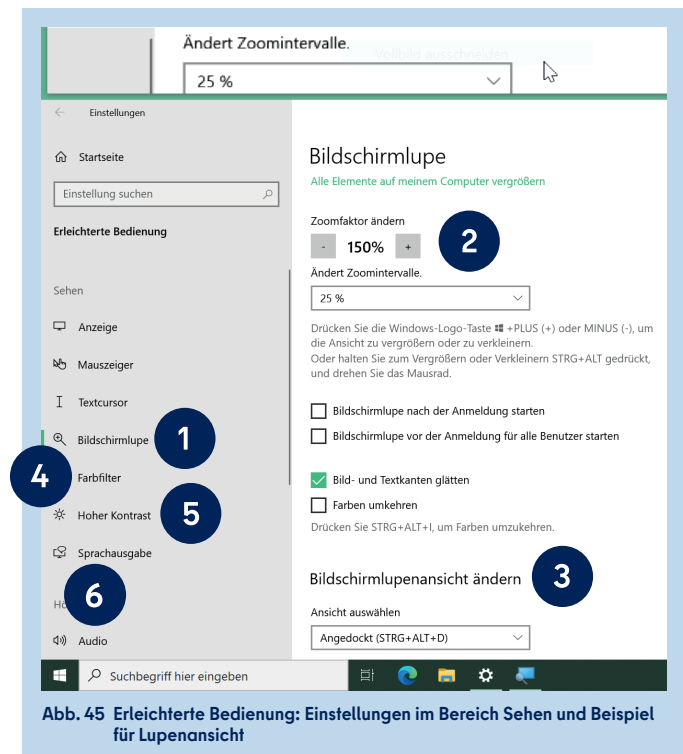 Ändert Zoomintervalle.
Vollbild ausschneiden
25 %
Einstellungen
Startseite
Einstellung suchen
Erleichterte Bedienung
Sehen
Anzeige
Mauszeiger
Textcursor
Bildschirmlupe
1
4
Farbfilter
Hoher Kontrast
5
Sprachausgabe
6
Hö
Audio
Bildschirmlupe
Alle Elemente auf meinem Computer vergrößern
Zoomfaktor ändern
2
- 150% +
Ändert Zoomintervalle.
25 %
Drücken Sie die Windows-Logo-Taste +PLUS (+) oder MINUS (-), um
die Ansicht zu vergrößern oder zu verkleinern.
Oder halten Sie zum Vergrößern oder Verkleinern STRG+ALT gedrückt,
und drehen Sie das Mausrad.
Bildschirmlupe nach der Anmeldung starten
Bildschirmlupe vor der Anmeldung für alle Benutzer starten
Bild- und Textkanten glätten
Farben umkehren
Drücken Sie STRG+ALT+I, um Farben umzukehren.
Bildschirmlupenansicht ändern
3
Ansicht auswählen
Angedockt (STRG+ALT+D)
Suchbegriff hier eingeben
Abb. 45 Erleichterte Bedienung: Einstellungen im Bereich Sehen und Beispiel
für Lupenansicht